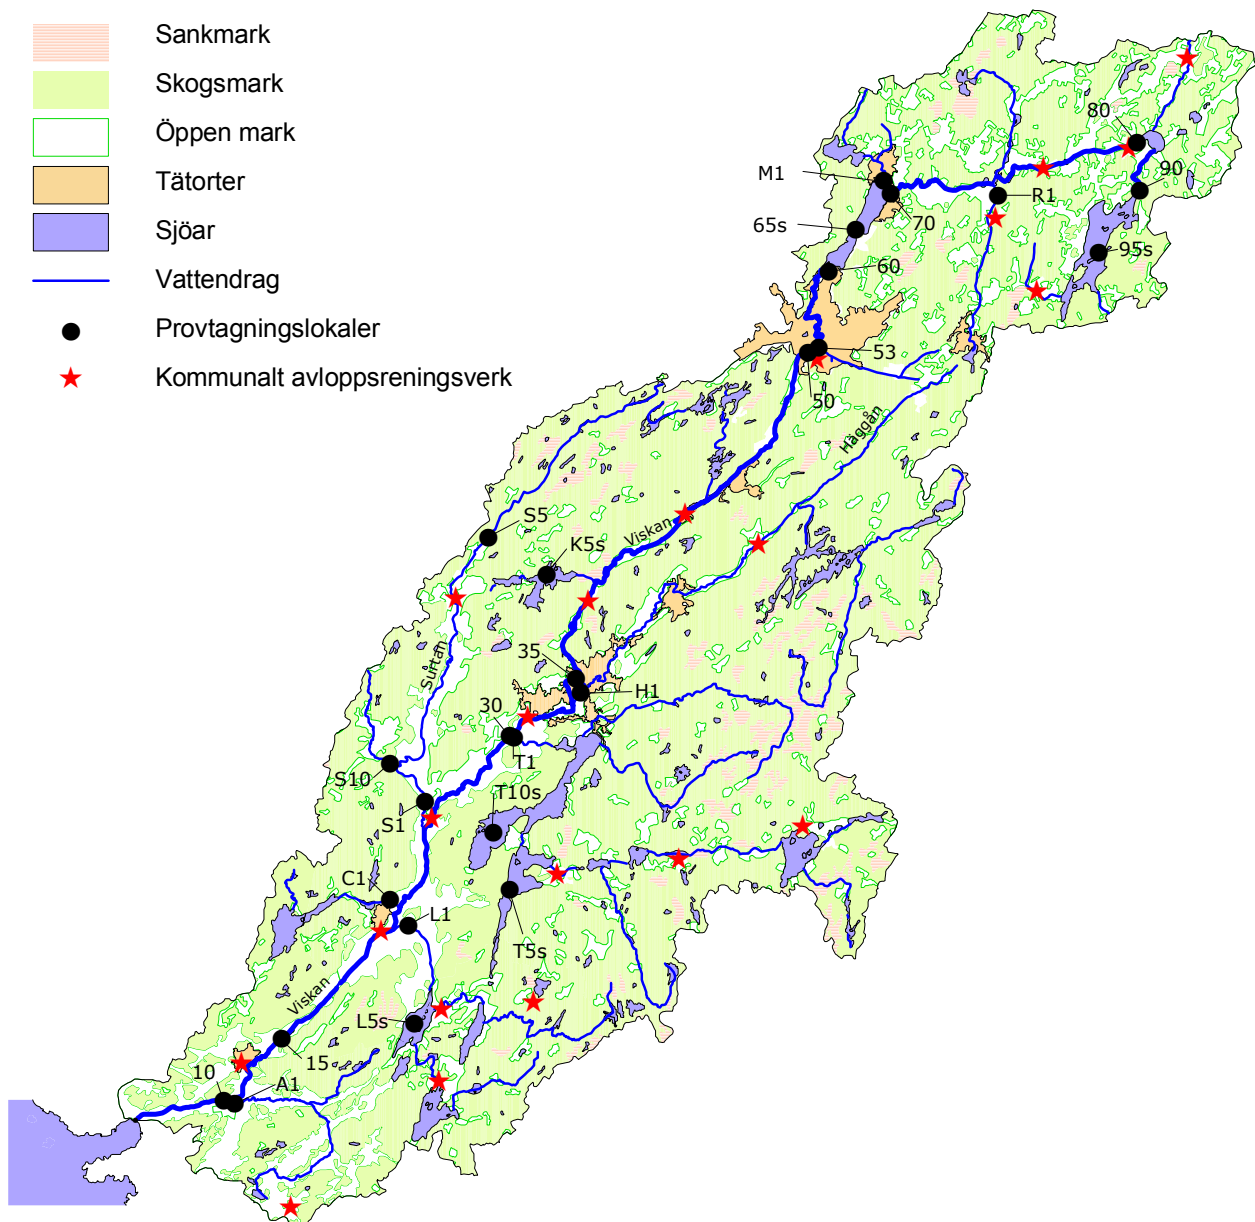 Sankmark
Skogsmark
Öppen mark
Tätorter
Sjöar
Vattendrag
Provtagningslokaler
Kommunalt avloppsreningsverk
80
M1
90
R1
70
65s
95s
60
53
50
Häggån
S5
Viskan
K5s
Surtan
35
H1
30
T1
S10
T10s
S1
C1
L1
T5s
Viskan
L5s
15
10
A1